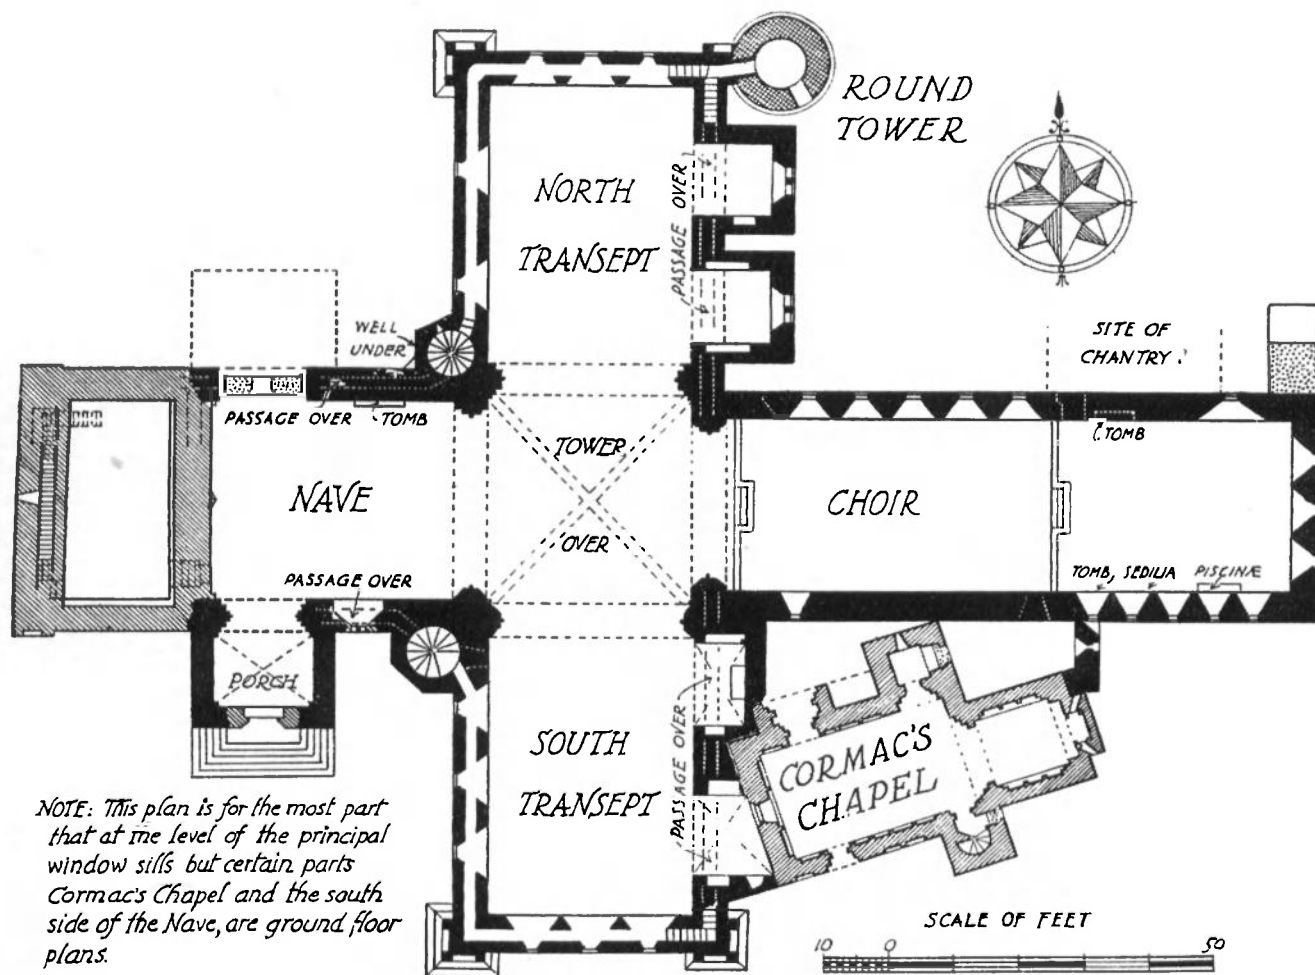 ROUND
TOWER
NORTH
TRANSEPT
PASSAGE OVER
WELL
UNDER
SITE OF
CHANTRY.
PASSAGE OVER
TOMB
TOMB
TOWER
OVER
NAVE
CHOIR
PASSAGE OVER
TOMB, SEDILIA
PISCINÆ
PORCH
SOUTH
TRANSEPT
PASSAGE OVER
CORMAC'S
CHAPEL
NOTE: This plan is for the most part
that at me level of the principal
window sills but certain parts
Cormac's Chapel and the south
side of the Nave, are ground floor
plans.
SCALE OF FEET
10 0 50